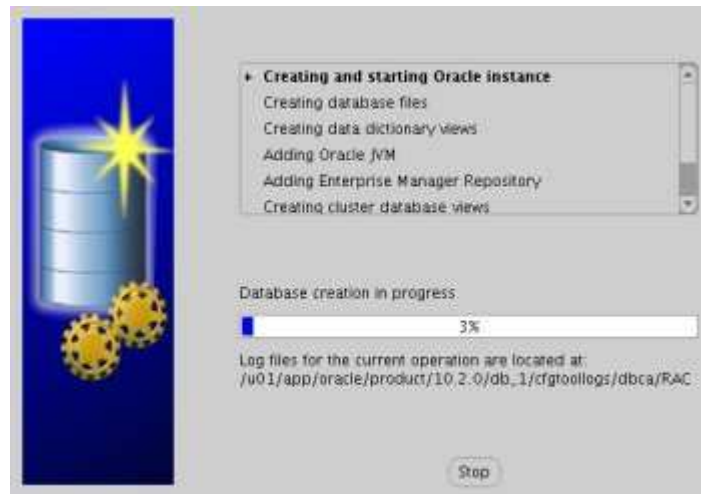 Creating and starting Oracle instance
Creating database files
Creating data dictionary views
Adding Oracle JVM
Adding Enterprise Manager Repository
Creating cluster database views
Database creation in progress
3%
Log files for the current operation are located at:
/u01/app/oracle/product/10.2.0/db_1/cfgtoollogs/dbca/RAC
Stop